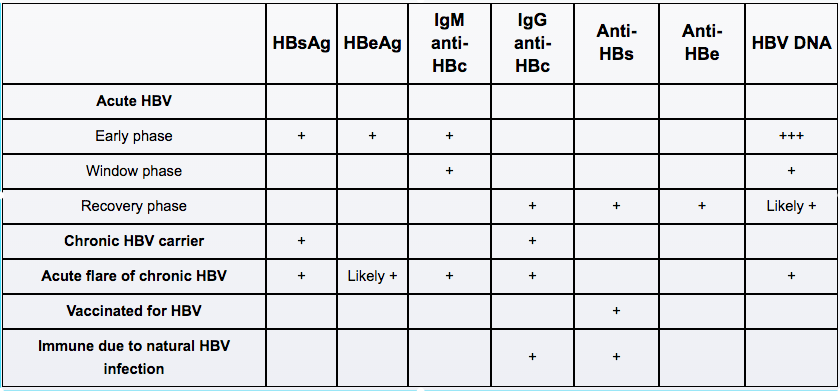 HBsAg HBeAg IgM anti-HBc IgG anti-HBc Anti-HBs Anti-HBe HBV DNA
Acute HBV
Early phase + + + +++
Window phase + +
Recovery phase + + + Likely +
Chronic HBV carrier + +
Acute flare of chronic HBV + Likely + + + +
Vaccinated for HBV +
Immune due to natural HBV infection + +